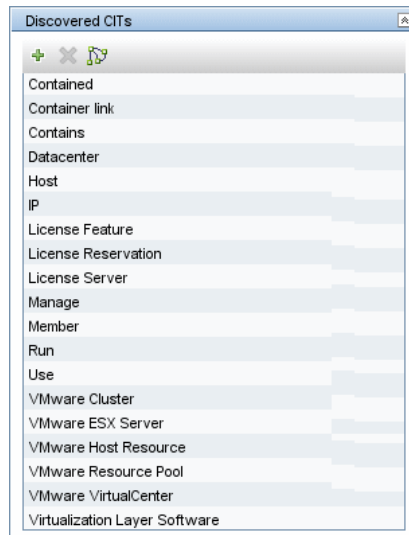 Discovered CITs
Contained
Container link
Contains
Datacenter
Host
IP
License Feature
License Reservation
License Server
Manage
Member
Run
Use
VMware Cluster
VMware ESX Server
VMware Host Resource
VMware Resource Pool
VMware VirtualCenter
Virtualization Layer Software